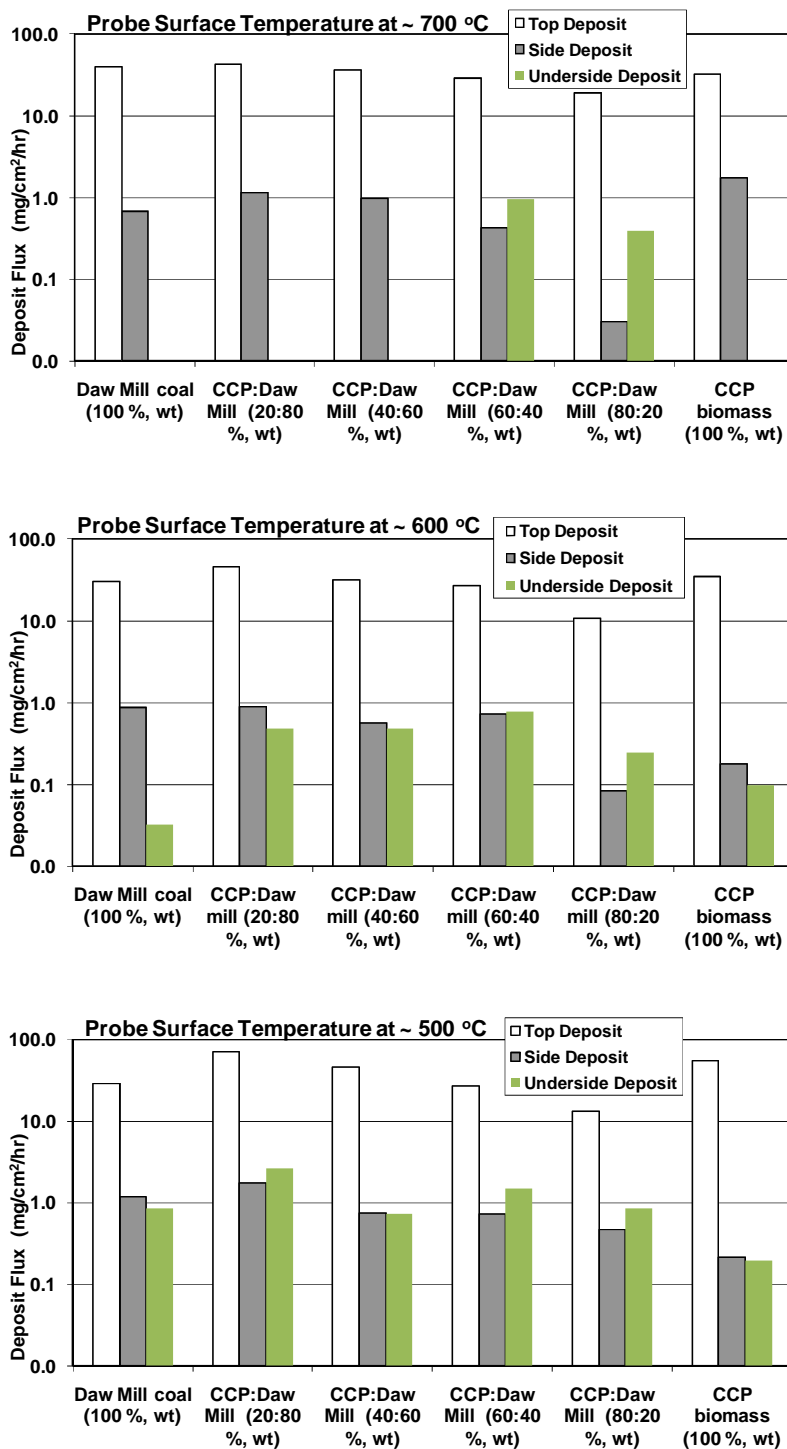 Probe Surface Temperature at ~ 700 °C
Top Deposit
Side Deposit
Underside Deposit
Deposit Flux (mg/cm2/hr)
100.0
10.0
1.0
0.1
0.0
Daw Mill coal
(100 %, wt)
CCP:Daw
Mill (20:80
%, wt)
CCP:Daw
Mill (40:60
%, wt)
CCP:Daw
Mill (60:40
%, wt)
CCP:Daw
Mill (80:20
%, wt)
CCP
biomass
(100 %, wt)
Probe Surface Temperature at ~ 600 °C
Top Deposit
Side Deposit
Underside Deposit
Deposit Flux (mg/cm2/hr)
100.0
10.0
1.0
0.1
0.0
Daw Mill coal
(100 %, wt)
CCP:Daw
mill (20:80
%, wt)
CCP:Daw
mill (40:60
%, wt)
CCP:Daw
mill (60:40
%, wt)
CCP:Daw
mill (80:20
%, wt)
CCP
biomass
(100 %, wt)
Probe Surface Temperature at ~ 500 °C
Top Deposit
Side Deposit
Underside Deposit
Deposit Flux (mg/cm2/hr)
100.0
10.0
1.0
0.1
0.0
Daw Mill coal
(100 %, wt)
CCP:Daw
Mill (20:80
%, wt)
CCP:Daw
Mill (40:60
%, wt)
CCP:Daw
Mill (60:40
%, wt)
CCP:Daw
Mill (80:20
%, wt)
CCP
biomass
(100 %, wt)